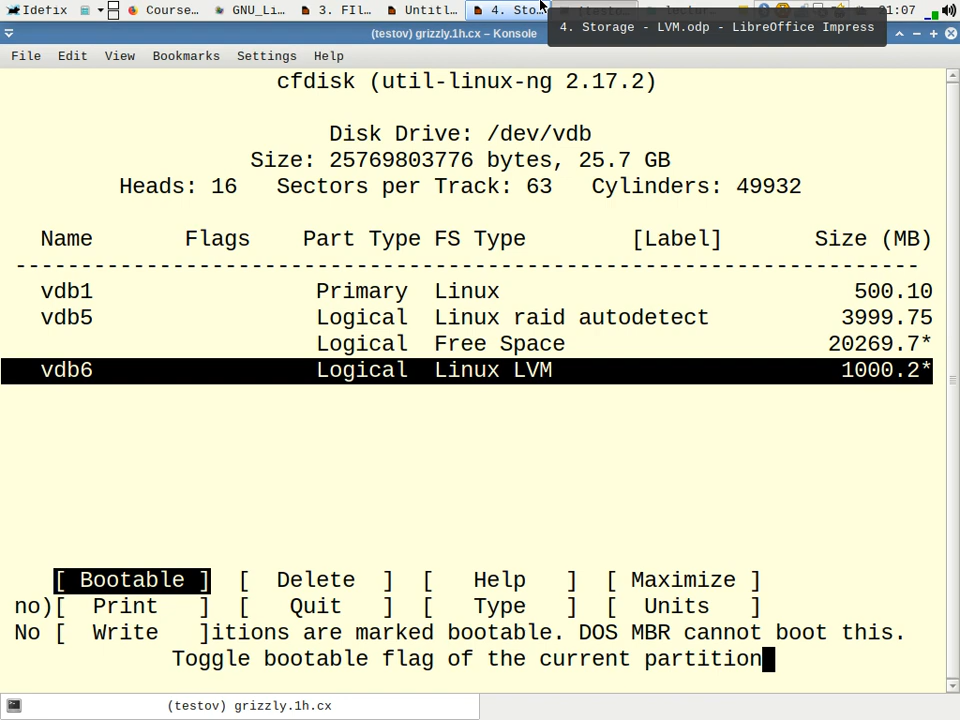 Idefix Course... GNU_Li... 3. FIl... Untitl... 4. Sto... 01:07
4. Storage - LVM.odp - LibreOffice Impress
(testov) grizzly.1h.cx – Konsole
File Edit View Bookmarks Settings Help
cfdisk (util-linux-ng 2.17.2)
Disk Drive: /dev/vdb
Size: 25769803776 bytes, 25.7 GB
Heads: 16 Sectors per Track: 63 Cylinders: 49932
Name Flags Part Type FS Type [Label] Size (MB)
--------------------------------------------------------------------
vdb1 Primary Linux 500.10
vdb5 Logical Linux raid autodetect 3999.75
Logical Free Space 20269.7*
vdb6 Logical Linux LVM 1000.2*
[ Bootable ] [ Delete ] [ Help ] [ Maximize ]
no)[ Print ] [ Quit ] [ Type ] [ Units ]
No [ Write ]itions are marked bootable. DOS MBR cannot boot this.
Toggle bootable flag of the current partition
(testov) grizzly.1h.cx